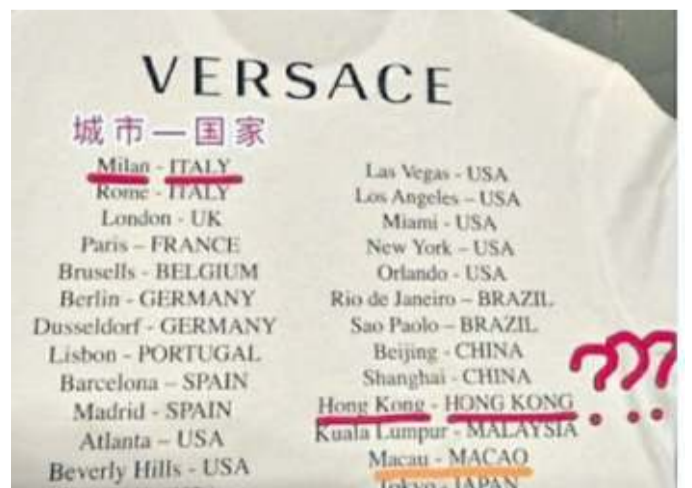 VERSACE
城市—国家
Milan - ITALY
Rome - ITALY
London - UK
Paris – FRANCE
Brusells - BELGIUM
Berlin - GERMANY
Dusseldorf - GERMANY
Lisbon - PORTUGAL
Barcelona – SPAIN
Madrid - SPAIN
Atlanta – USA
Beverly Hills - USA
Las Vegas - USA
Los Angeles – USA
Miami - USA
New York – USA
Orlando - USA
Rio de Janeiro – BRAZIL
Sao Paolo – BRAZIL
Beijing - CHINA
Shanghai - CHINA
Hong Kong - HONG KONG
???
Kuala Lumpur - MALAYSIA
Macau - MACAO
Tokyo - JAPAN